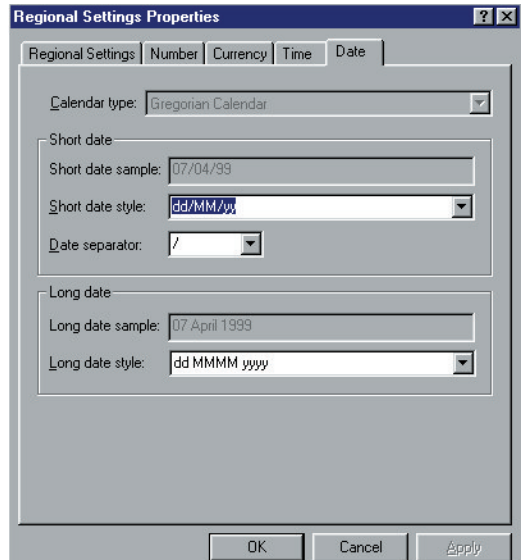 Regional Settings Properties
Regional Settings Number Currency Time Date
Calendar type: Gregorian Calendar
Short date
Short date sample: 07/04/99
Short date style: dd/MM/yy
Date separator: /
Long date
Long date sample: 07 April 1999
Long date style: dd MMMM yyyy
OK Cancel Apply